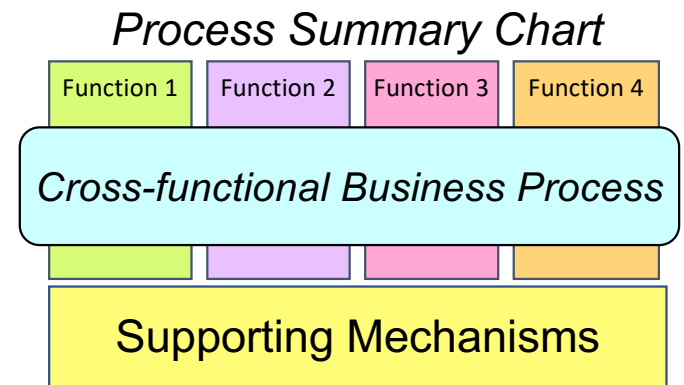 Process Summary Chart
Function 1 Function 2 Function 3 Function 4
Cross-functional Business Process
Supporting Mechanisms